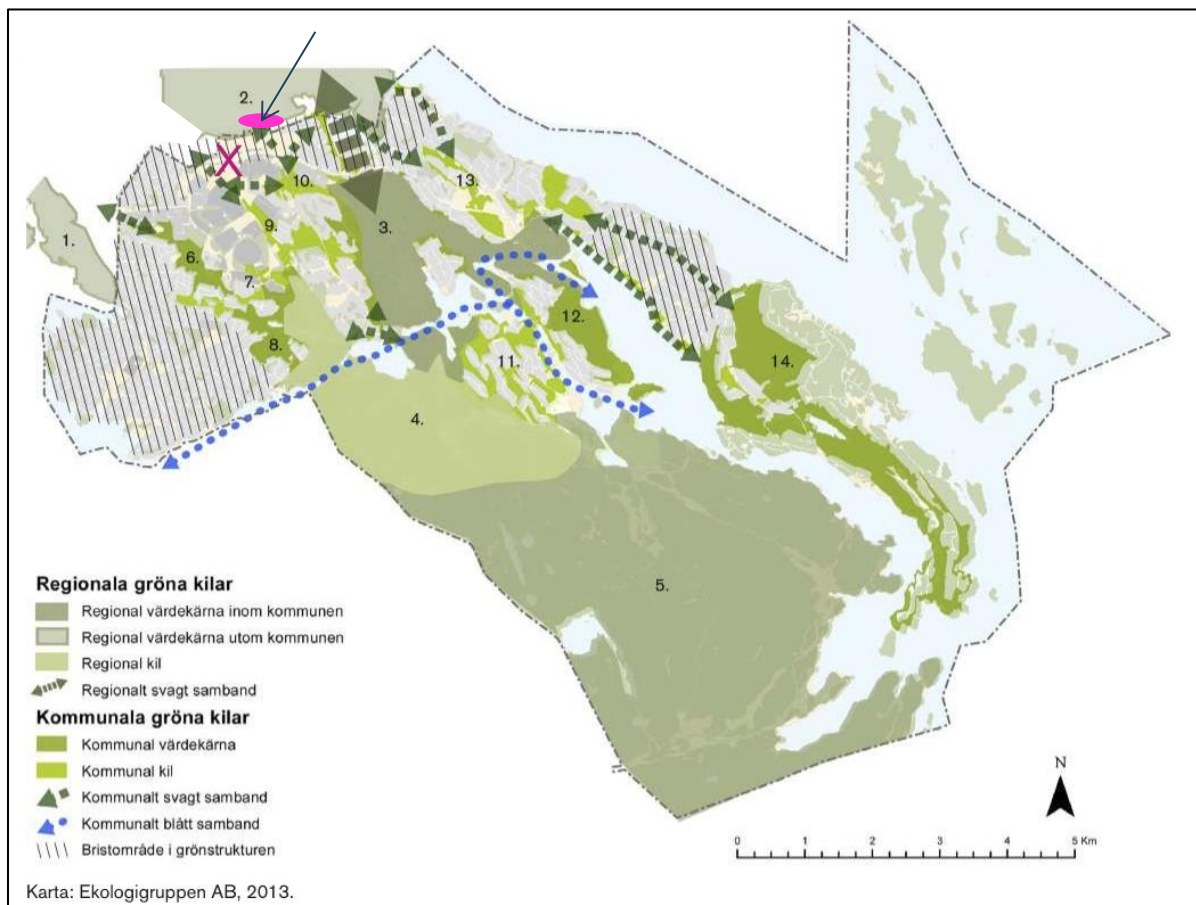 2.
10.
13.
1.
9.
3.
6.
7.
12.
8.
11.
14.
4.
5.
Regionala gröna kilar
Regional värdekärna inom kommunen
Regional värdekärna utom kommunen
Regional kil
Regionalt svagt samband
Kommunala gröna kilar
Kommunal värdekärna
Kommunal kil
Kommunalt svagt samband
Kommunalt blått samband
Bristområde i grönstrukturen
N
0 1 2 3 4 5 Km
Karta: Ekologigruppen AB, 2013.